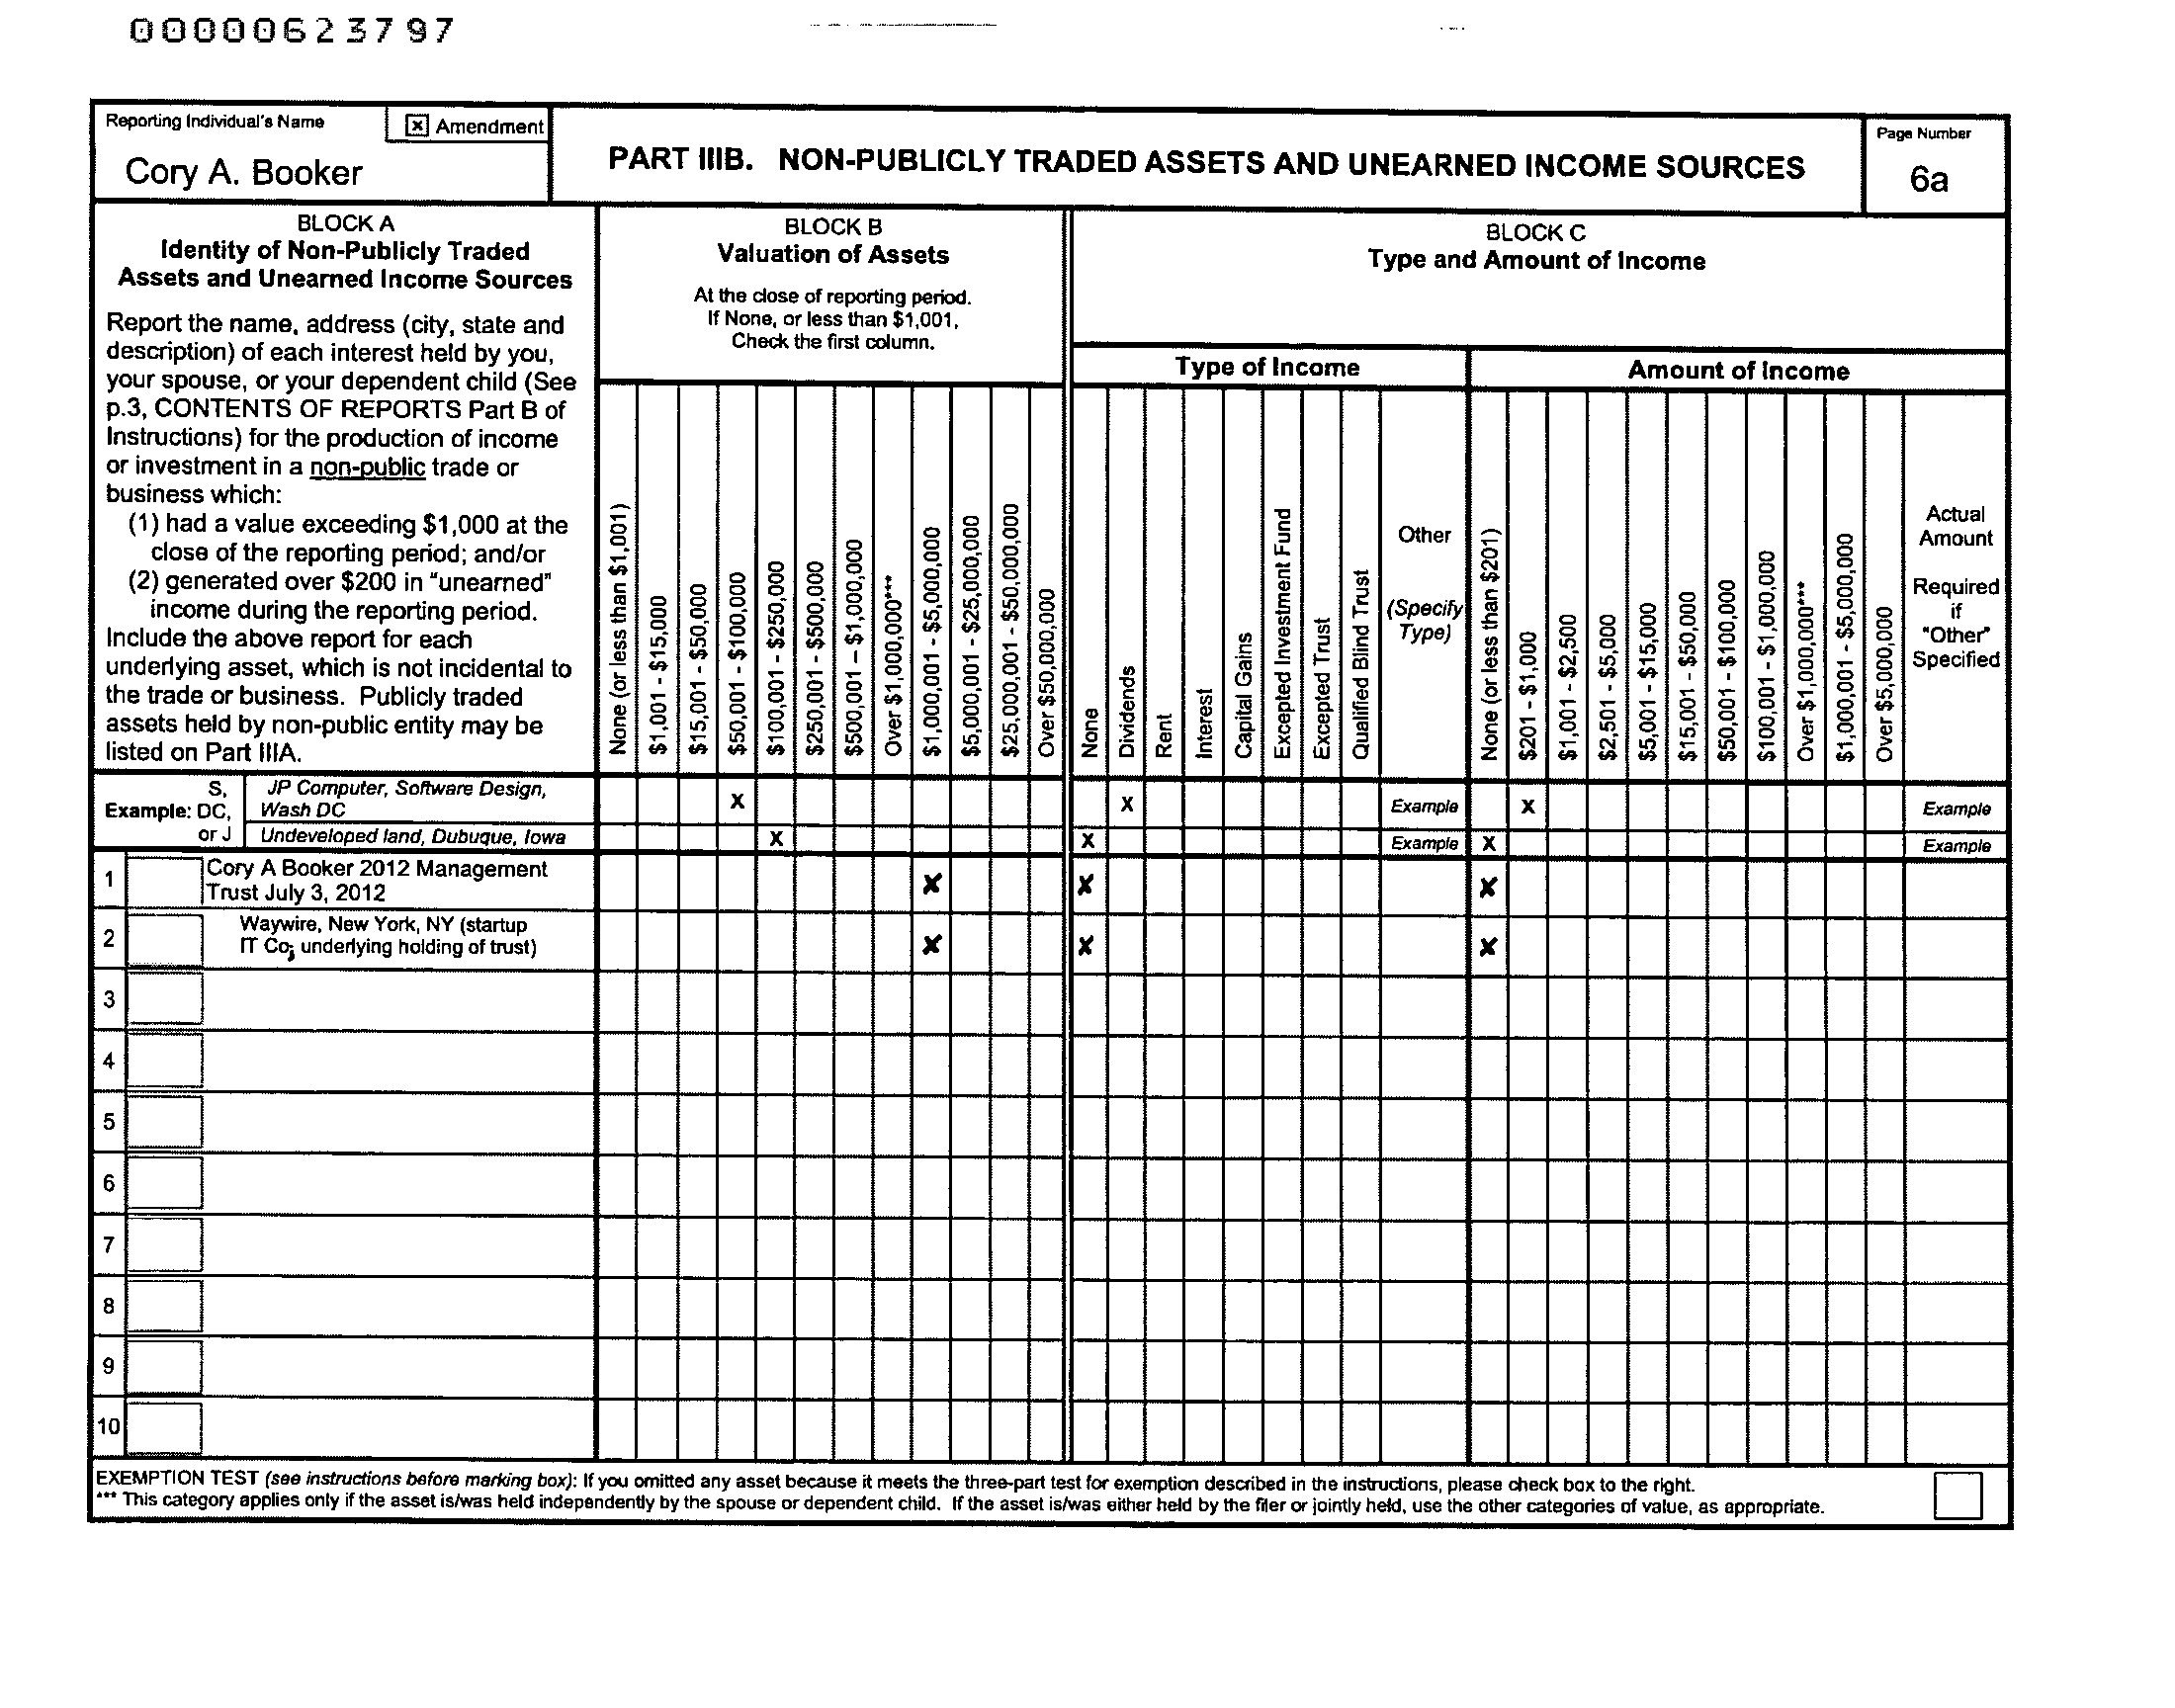 00000623797
Reporting Individual's Name
[x] Amendment
Cory A. Booker
PART IIIB. NON-PUBLICLY TRADED ASSETS AND UNEARNED INCOME SOURCES
Page Number
6a
BLOCK A
Identity of Non-Publicly Traded
Assets and Unearned Income Sources
Report the name, address (city, state and
description) of each interest held by you,
your spouse, or your dependent child (See
p.3, CONTENTS OF REPORTS Part B of
Instructions) for the production of income
or investment in a non-public trade or
business which:
(1) had a value exceeding $1,000 at the
close of the reporting period; and/or
(2) generated over $200 in "unearned"
income during the reporting period.
Include the above report for each
underlying asset, which is not incidental to
the trade or business. Publicly traded
assets held by non-public entity may be
listed on Part IIIA.
BLOCK B
Valuation of Assets
At the close of reporting period.
If None, or less than $1,001,
Check the first column.
None (or less than $1,001)
$1,001 - $15,000
$15,001 - $50,000
$50,001 - $100,000
$100,001 - $250,000
$250,001 - $500,000
$500,001 – $1,000,000
Over $1,000,000***
$1,000,001 - $5,000,000
$5,000,001 - $25,000,000
$25,000,001 - $50,000,000
Over $50,000,000
BLOCK C
Type and Amount of Income
Type of Income
None
Dividends
Rent
Interest
Capital Gains
Excepted Investment Fund
Excepted Trust
Qualified Blind Trust
Other
(Specify
Type)
Amount of Income
None (or less than $201)
$201 - $1,000
$1,001 - $2,500
$2,501 - $5,000
$5,001 - $15,000
$15,001 - $50,000
$50,001 - $100,000
$100,001 - $1,000,000
Over $1,000,000***
$1,000,001 - $5,000,000
Over $5,000,000
Actual
Amount
Required
if
"Other"
Specified
S,
Example: DC,
or J
JP Computer, Software Design,
Wash DC
X X Example X Example
Undeveloped land, Dubuque, Iowa X X Example X Example
1 Cory A Booker 2012 Management
Trust July 3, 2012 X X X
2 Waywire, New York, NY (startup
IT Co; underlying holding of trust) X X X
3
4
5
6
7
8
9
10
EXEMPTION TEST (see instructions before marking box): If you omitted any asset because it meets the three-part test for exemption described in the instructions, please check box to the right.
*** This category applies only if the asset is/was held independently by the spouse or dependent child. If the asset is/was either held by the filer or jointly held, use the other categories of value, as appropriate.